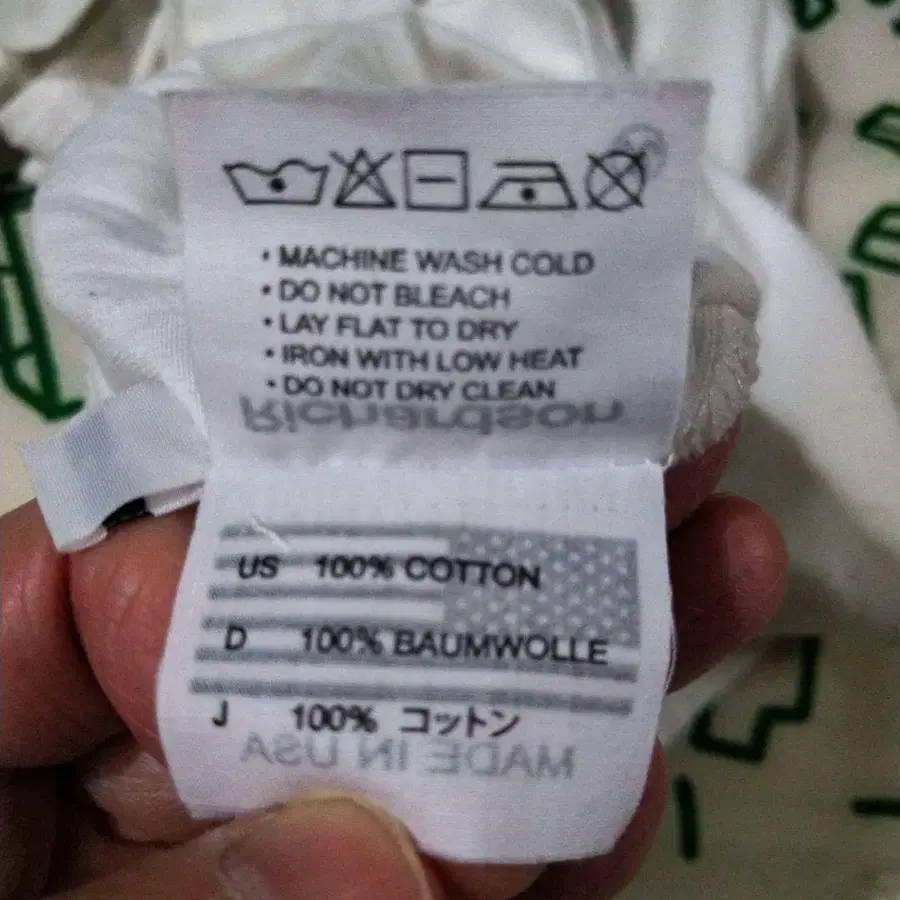 • MACHINE WASH COLD
• DO NOT BLEACH
• LAY FLAT TO DRY
• IRON WITH LOW HEAT
• DO NOT DRY CLEAN
Richardson
US 100% COTTON
D 100% BAUMWOLLE
J 100% コットン
MADE IN USA